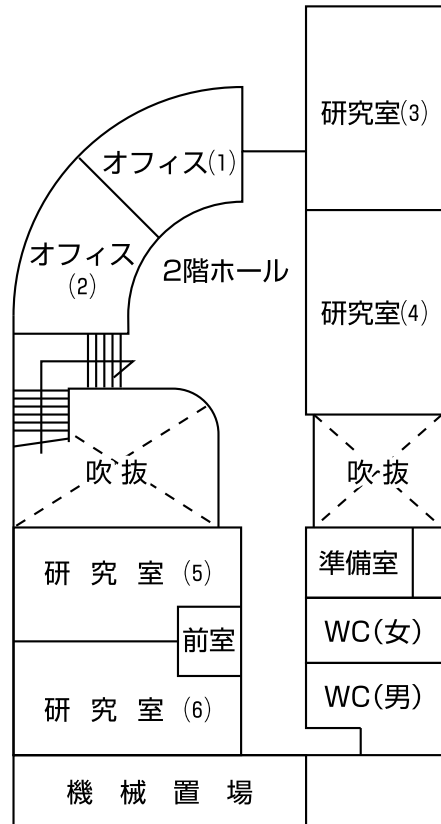 研究室(3)
オフィス(1)
オフィス
(2)
2階ホール
研究室(4)
吹抜
吹抜
研究室(5)
準備室
前室
WC(女)
研究室(6)
WC(男)
機械置場